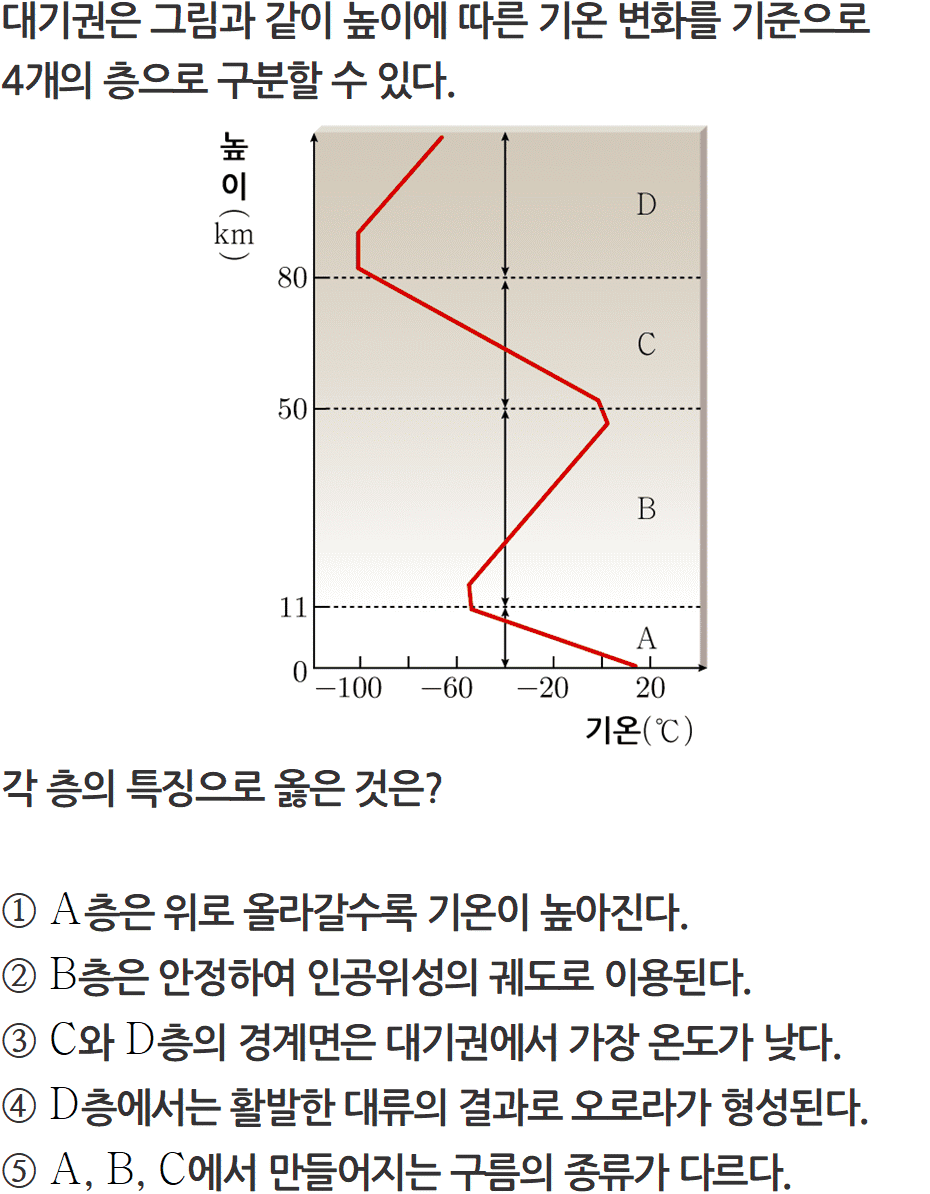 대기권은 그림과 같이 높이에 따른 기온 변화를 기준으로
4개의 층으로 구분할 수 있다.
높이(km)
D
80
C
50
B
11
A
0
−100 −60 −20 20
기온(℃)
각 층의 특징으로 옳은 것은?
① A층은 위로 올라갈수록 기온이 높아진다.
② B층은 안정하여 인공위성의 궤도로 이용된다.
③ C와 D층의 경계면은 대기권에서 가장 온도가 낮다.
④ D층에서는 활발한 대류의 결과로 오로라가 형성된다.
⑤ A, B, C에서 만들어지는 구름의 종류가 다르다.